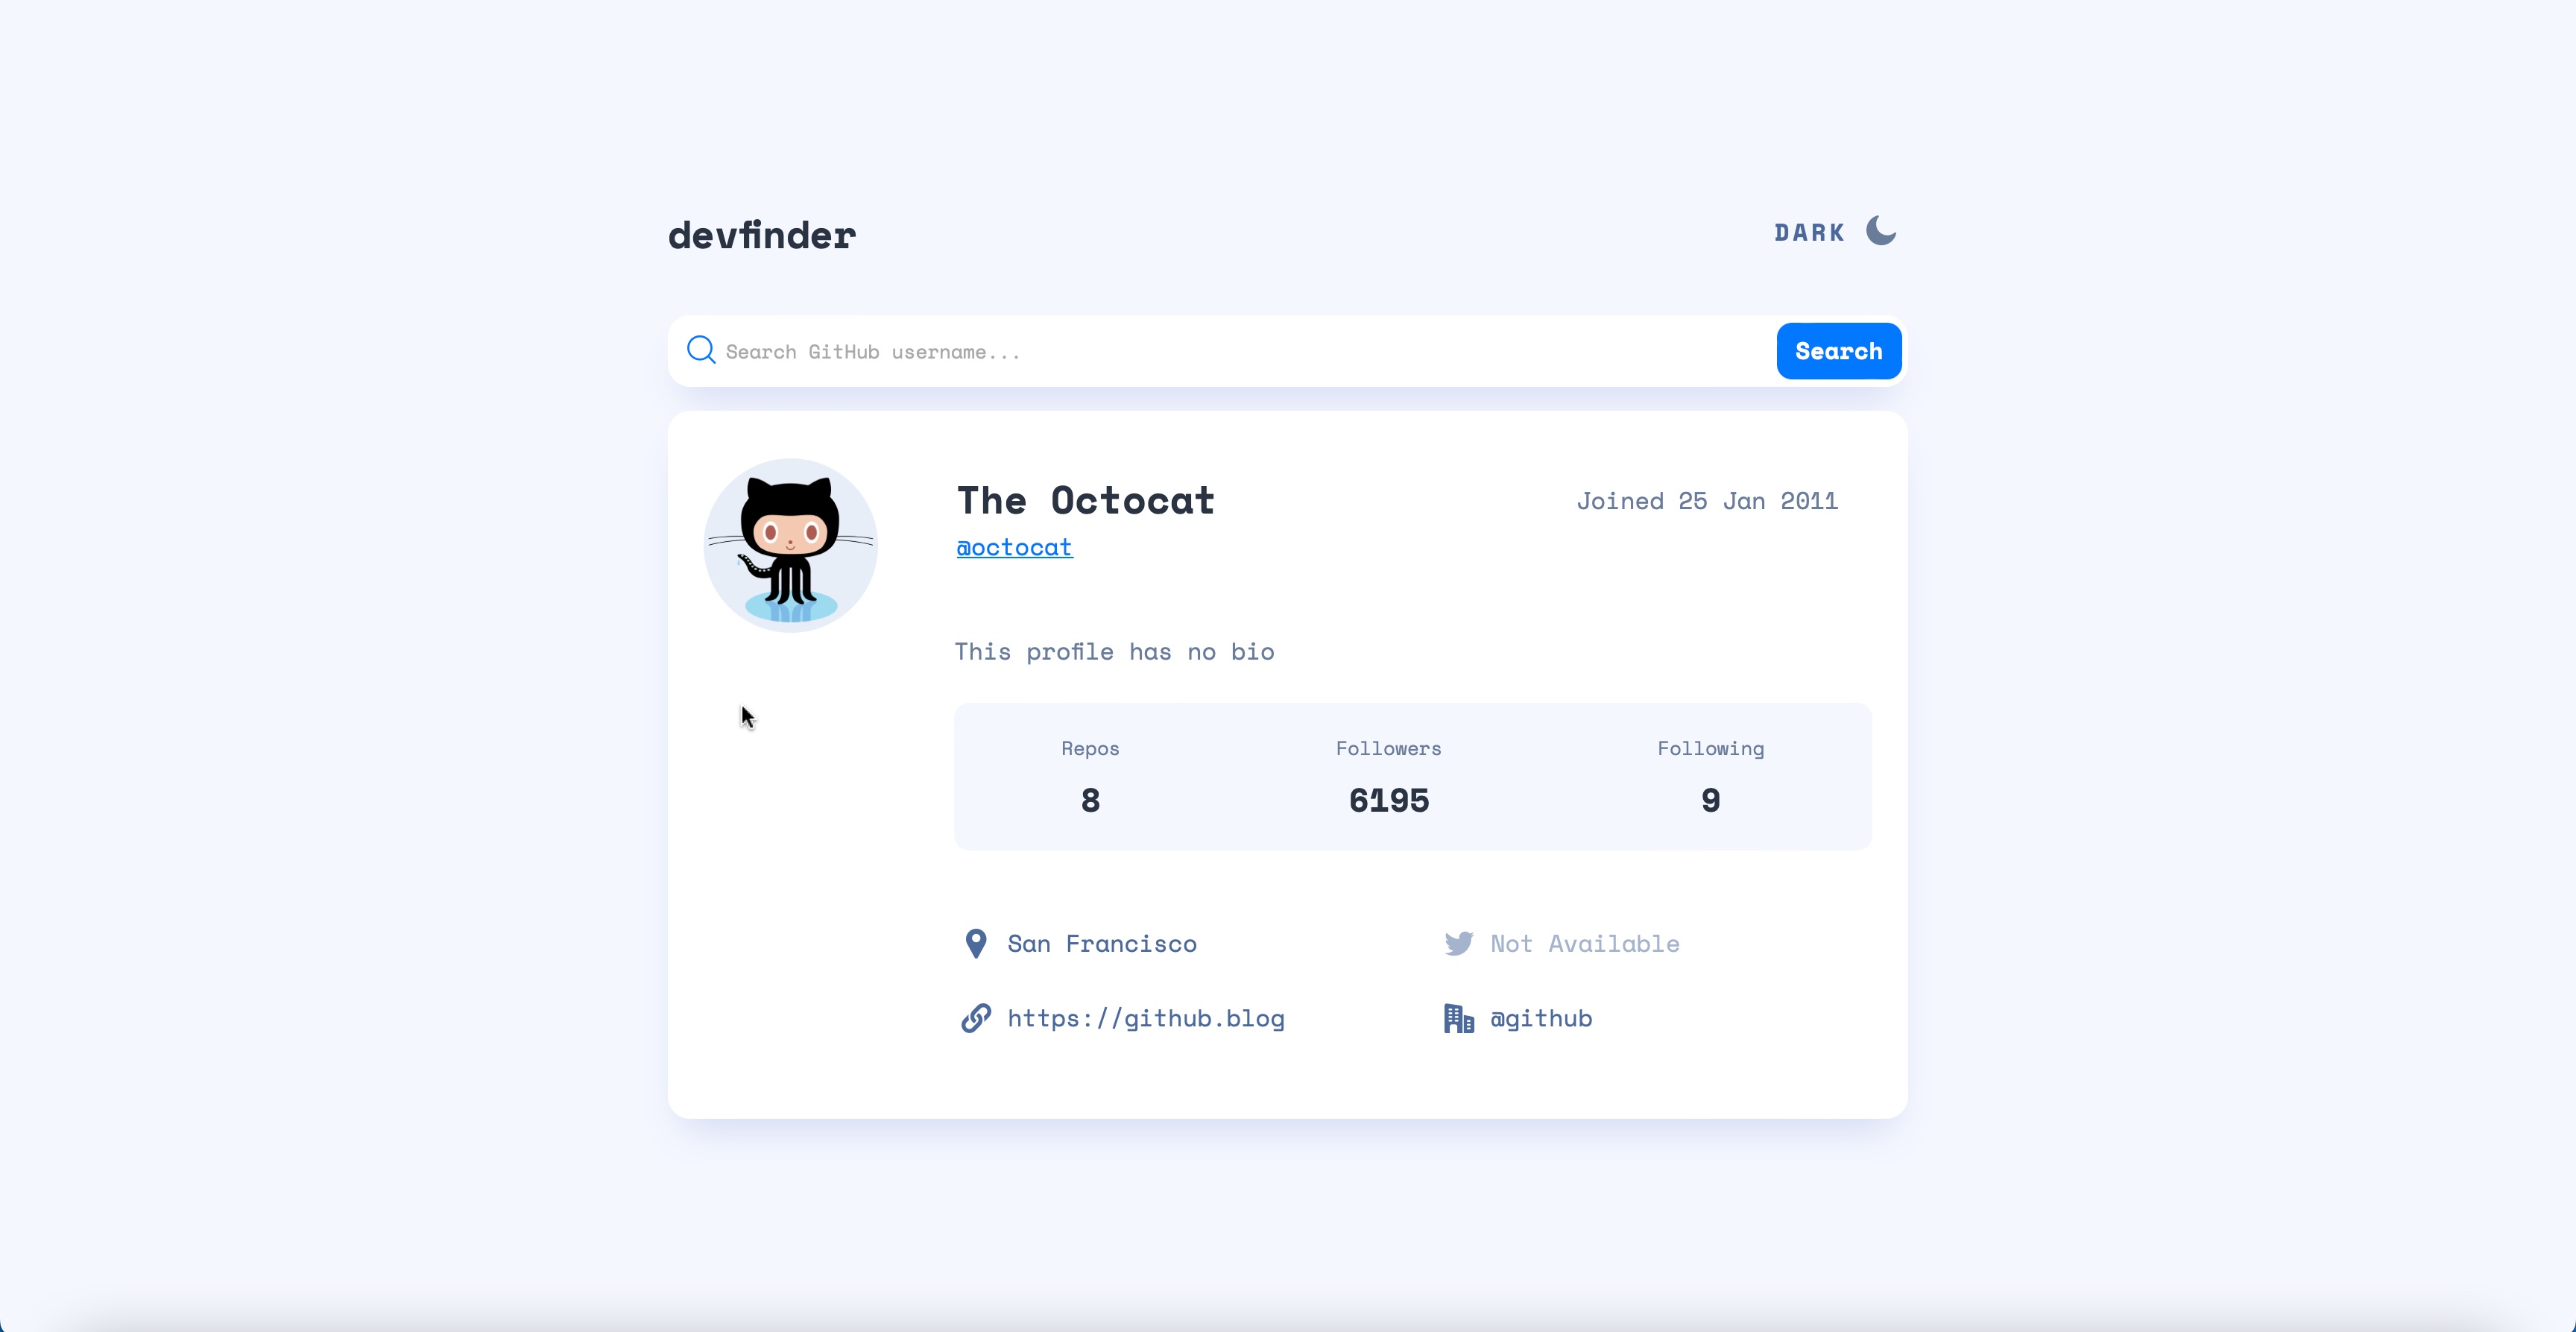 devfinder
DARK
Search GitHub username...
Search
The Octocat
Joined 25 Jan 2011
@octocat
This profile has no bio
Repos
Followers
Following
8
6195
9
San Francisco
Not Available
https://github.blog
@github